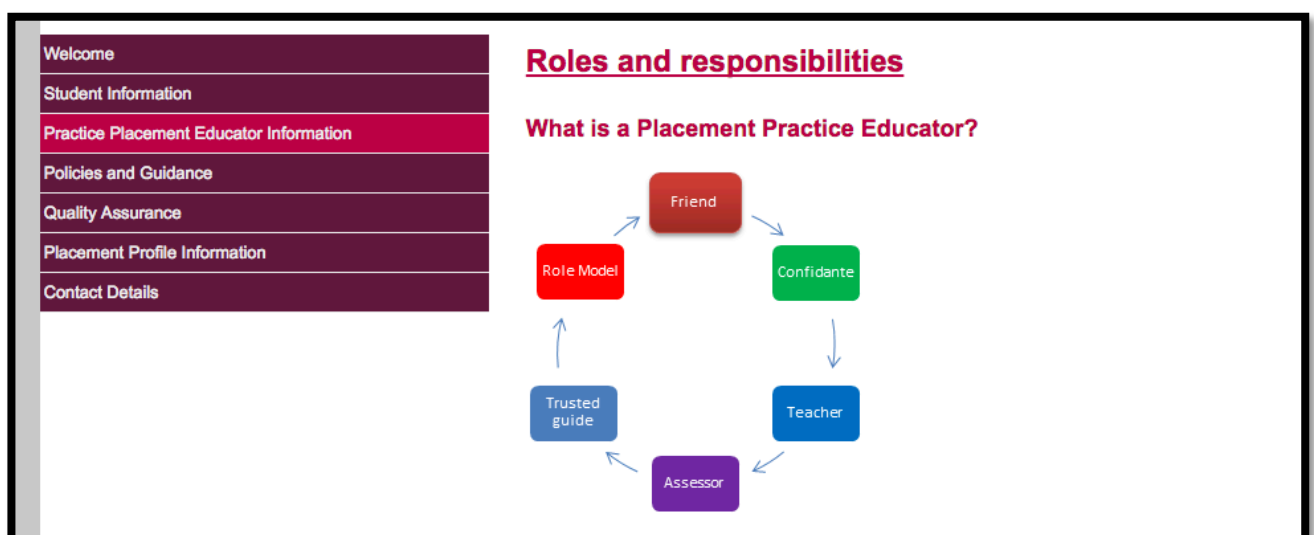 Welcome
Student Information
Practice Placement Educator Information
Policies and Guidance
Quality Assurance
Placement Profile Information
Contact Details
Roles and responsibilities
What is a Placement Practice Educator?
Friend
Confidante
Teacher
Assessor
Trusted
guide
Role Model